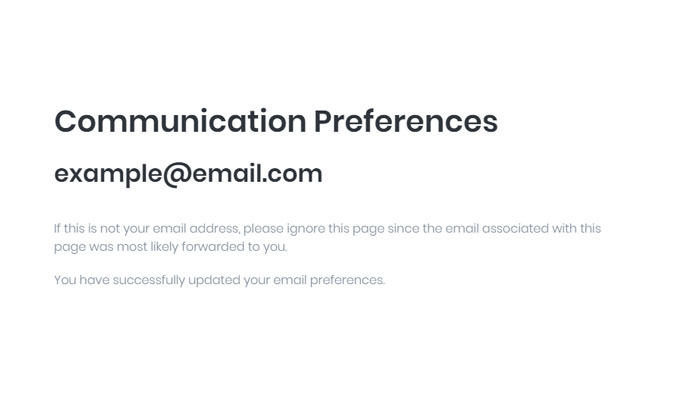 Communication Preferences
example@email.com
If this is not your email address, please ignore this page since the email associated with this
page was most likely forwarded to you.
You have successfully updated your email preferences.